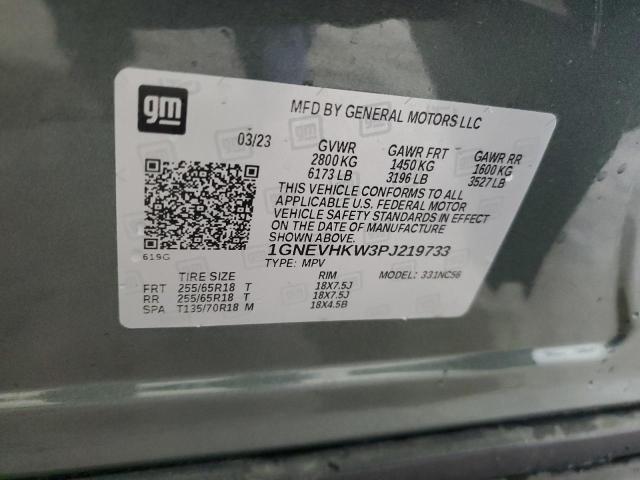 gm
MFD BY GENERAL MOTORS LLC
03/23
GVWR GAWR FRT GAWR RR
2800 KG 1450 KG 1600 KG
6173 LB 3196 LB 3527 LB
THIS VEHICLE CONFORMS TO ALL
APPLICABLE U.S. FEDERAL MOTOR
VEHICLE SAFETY STANDARDS IN EFFECT
ON THE DATE OF MANUFACTURE
SHOWN ABOVE.
1GNEVHKW3PJ219733
619G
TYPE: MPV MODEL: 331NC56
TIRE SIZE RIM
FRT 255/65R18 T 18X7.5J
RR 255/65R18 T 18X7.5J
SPA T135/70R18 M 18X4.5B